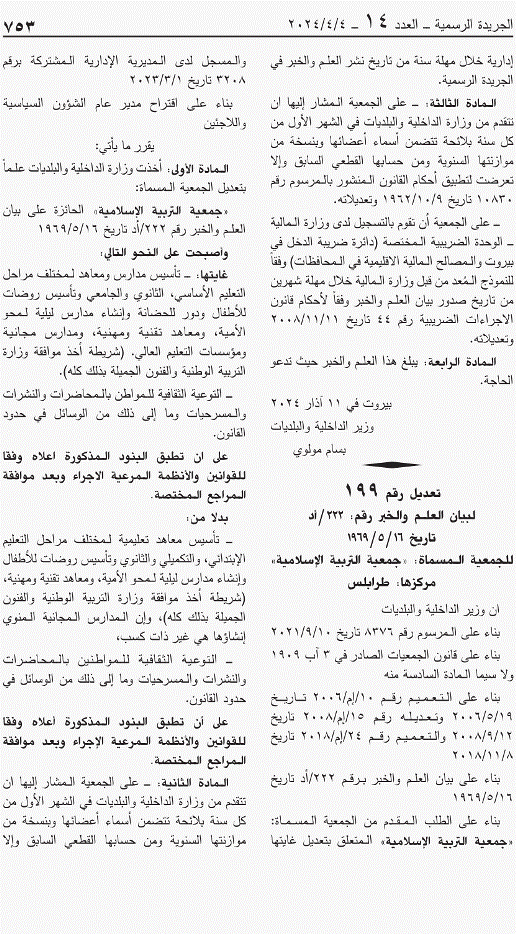 الجريدة الرسمية ــ العدد ١٤ ــ ٢٠٢٤/٤/٤
٧٥٣
إدارية خلال مهلة سنة من تاريخ نشر العلم والخبر في
الجريدة الرسمية.
المادة الثالثة: ــ على الجمعية المشار إليها ان
تتقدم من وزارة الداخلية والبلديات في الشهر الأول من
كل سنة بلائحة تتضمن أسماء أعضائها وبنسخة من
موازنتها السنوية ومن حسابها القطعي السابق وإلا
تعرضت لتطبيق أحكام القانون المنشور بالمرسوم رقم
١٠٨٣٠ تاريخ ١٩٦٢/١٠/٩ وتعديلاته.
ــ على الجمعية أن تقوم بالتسجيل لدى وزارة المالية
ــ الوحدة الضريبية المختصة (دائرة ضريبة الدخل في
بيروت والمصالح المالية الاقليمية في المحافظات) وفقاً
للنموذج المُعد من قبل وزارة المالية خلال مهلة شهرين
من تاريخ صدور بيان العلم والخبر وفقاً لأحكام قانون
الاجراءات الضريبية رقم ٤٤ تاريخ ٢٠٠٨/١١/١١
وتعديلاته.
المادة الرابعة: يبلغ هذا العلم والخبر حيث تدعو
الحاجة.
بيروت في ١١ آذار ٢٠٢٤
وزير الداخلية والبلديات
بسام مولوي
تعديل رقم ١٩٩
لبيان العلم والخبر رقم: ٢٢٢/أد
تاريخ ١٩٦٩/٥/١٦
للجمعية المسماة: «جمعية التربية الإسلامية»
مركزها: طرابلس
ان وزير الداخلية والبلديات
بناء على المرسوم رقم ٨٣٧٦ تاريخ ٢٠٢١/٩/١٠
بناء على قانون الجمعيات الصادر في ٣ آب ١٩٠٩
ولا سيما المادة السادسة منه
بناء على التعميم رقم ١٠/إم/٢٠٠٦ تاريخ
٢٠٠٦/٥/١٩ وتعديله رقم ١٥/إم/٢٠٠٨ تاريخ
٢٠٠٨/٩/١٢ والتعميم رقم ٢٤/إم/٢٠١٨ تاريخ
٢٠١٨/١١/٨
بناء على بيان العلم والخبر برقم ٢٢٢/أد تاريخ
١٩٦٩/٥/١٦
بناء على الطلب المقدم من الجمعية المسماة:
«جمعية التربية الإسلامية» المتعلق بتعديل غايتها
والمسجل لدى المديرية الإدارية المشتركة برقم
٣٢٠٨ تاريخ ٢٠٢٣/٣/١
بناء على اقتراح مدير عام الشؤون السياسية
واللاجئين
يقرر ما يأتي:
المادة الأولى: أخذت وزارة الداخلية والبلديات علماً
بتعديل الجمعية المسماة:
«جمعية التربية الإسلامية» الحائزة على بيان
العلم والخبر رقم ٢٢٢/أد تاريخ ١٩٦٩/٥/١٦
وأصبحت على النحو التالي:
غايتها: ــ تأسيس مدارس ومعاهد لمختلف مراحل
التعليم الأساسي، الثانوي والجامعي وتأسيس روضات
للأطفال ودور للحضانة وإنشاء مدارس ليلية لمحو
الأمية، ومعاهد تقنية ومهنية، ومدارس مجانية
ومؤسسات التعليم العالي. (شريطة أخذ موافقة وزارة
التربية الوطنية والفنون الجميلة بذلك كله).
ــ التوعية الثقافية للمواطن بالمحاضرات والنشرات
والمسرحيات وما إلى ذلك من الوسائل في حدود
القانون.
على ان تطبق البنود المذكورة اعلاه وفقا
للقوانين والأنظمة المرعية الاجراء وبعد موافقة
المراجع المختصة.
بدلا من:
ــ تأسيس معاهد تعليمية لمختلف مراحل التعليم
الإبتدائي، والتكميلي والثانوي وتأسيس روضات للأطفال
وإنشاء مدارس ليلية لمحو الأمية، ومعاهد تقنية ومهنية،
(شريطة أخذ موافقة وزارة التربية الوطنية والفنون
الجميلة بذلك كله)، وإن المدارس المجانية المنوي
إنشاؤها هي غير ذات كسب،
ــ التوعية الثقافية للمواطنين بالمحاضرات
والنشرات والمسرحيات وما إلى ذلك من الوسائل في
حدود القانون.
على أن تطبق البنود المذكورة أعلاه وفقا
للقوانين والأنظمة المرعية الإجراء وبعد موافقة
المراجع المختصة.
المادة الثانية: ــ على الجمعية المشار إليها ان
تتقدم من وزارة الداخلية والبلديات في الشهر الأول من
كل سنة بلائحة تتضمن أسماء أعضائها وبنسخة من
موازنتها السنوية ومن حسابها القطعي السابق وإلا